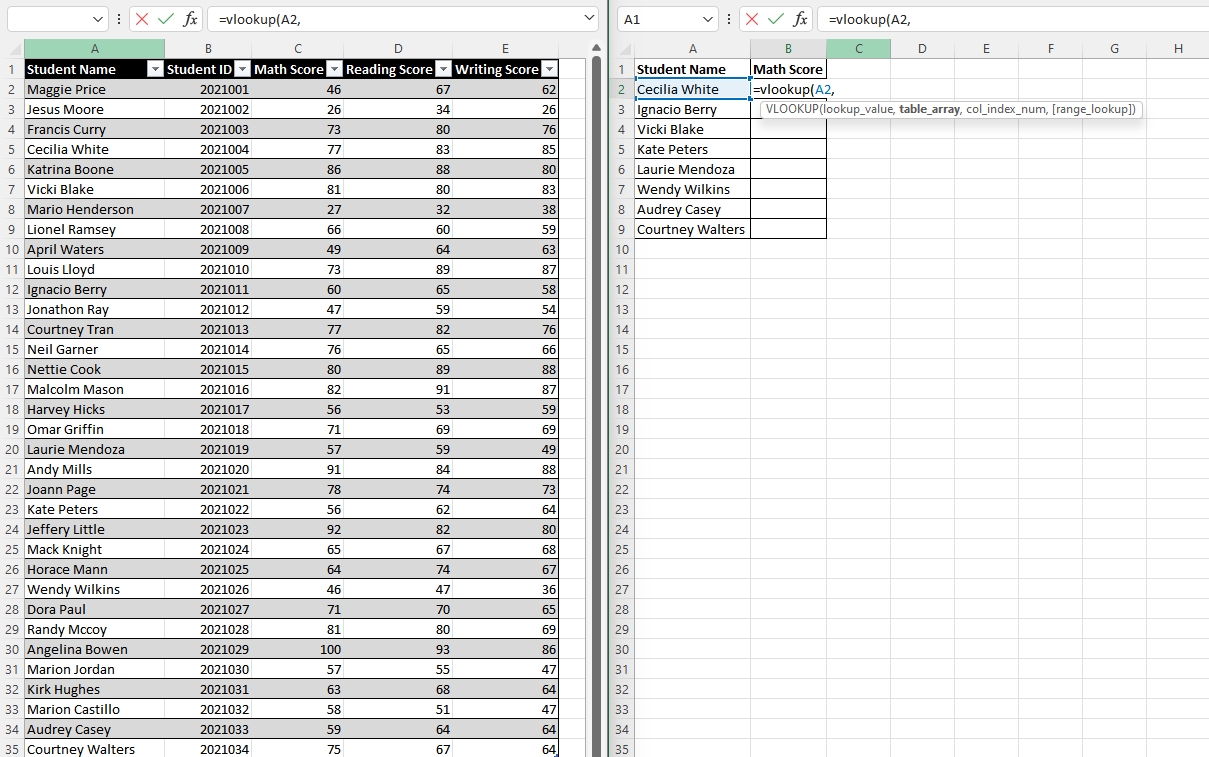 =vlookup(A2,
A B C D E
1 Student Name Student ID Math Score Reading Score Writing Score
2 Maggie Price 2021001 46 67 62
3 Jesus Moore 2021002 26 34 26
4 Francis Curry 2021003 73 80 76
5 Cecilia White 2021004 77 83 85
6 Katrina Boone 2021005 86 88 80
7 Vicki Blake 2021006 81 80 83
8 Mario Henderson 2021007 27 32 38
9 Lionel Ramsey 2021008 66 60 59
10 April Waters 2021009 49 64 63
11 Louis Lloyd 2021010 73 89 87
12 Ignacio Berry 2021011 60 65 58
13 Jonathon Ray 2021012 47 59 54
14 Courtney Tran 2021013 77 82 76
15 Neil Garner 2021014 76 65 66
16 Nettie Cook 2021015 80 89 88
17 Malcolm Mason 2021016 82 91 87
18 Harvey Hicks 2021017 56 53 59
19 Omar Griffin 2021018 71 69 69
20 Laurie Mendoza 2021019 57 59 49
21 Andy Mills 2021020 91 84 88
22 Joann Page 2021021 78 74 73
23 Kate Peters 2021022 56 62 64
24 Jeffery Little 2021023 92 82 80
25 Mack Knight 2021024 65 67 68
26 Horace Mann 2021025 64 74 67
27 Wendy Wilkins 2021026 46 47 36
28 Dora Paul 2021027 71 70 65
29 Randy Mccoy 2021028 81 80 69
30 Angelina Bowen 2021029 100 93 86
31 Marion Jordan 2021030 57 55 47
32 Kirk Hughes 2021031 63 68 64
33 Marion Castillo 2021032 58 51 47
34 Audrey Casey 2021033 59 64 64
35 Courtney Walters 2021034 75 67 64
A1 fx =vlookup(A2,
A B C D E F G H
1 Student Name Math Score
2 Cecilia White =vlookup(A2,
VLOOKUP(lookup_value, table_array, col_index_num, [range_lookup])
3 Ignacio Berry
4 Vicki Blake
5 Kate Peters
6 Laurie Mendoza
7 Wendy Wilkins
8 Audrey Casey
9 Courtney Walters
10
11
12
13
14
15
16
17
18
19
20
21
22
23
24
25
26
27
28
29
30
31
32
33
34
35